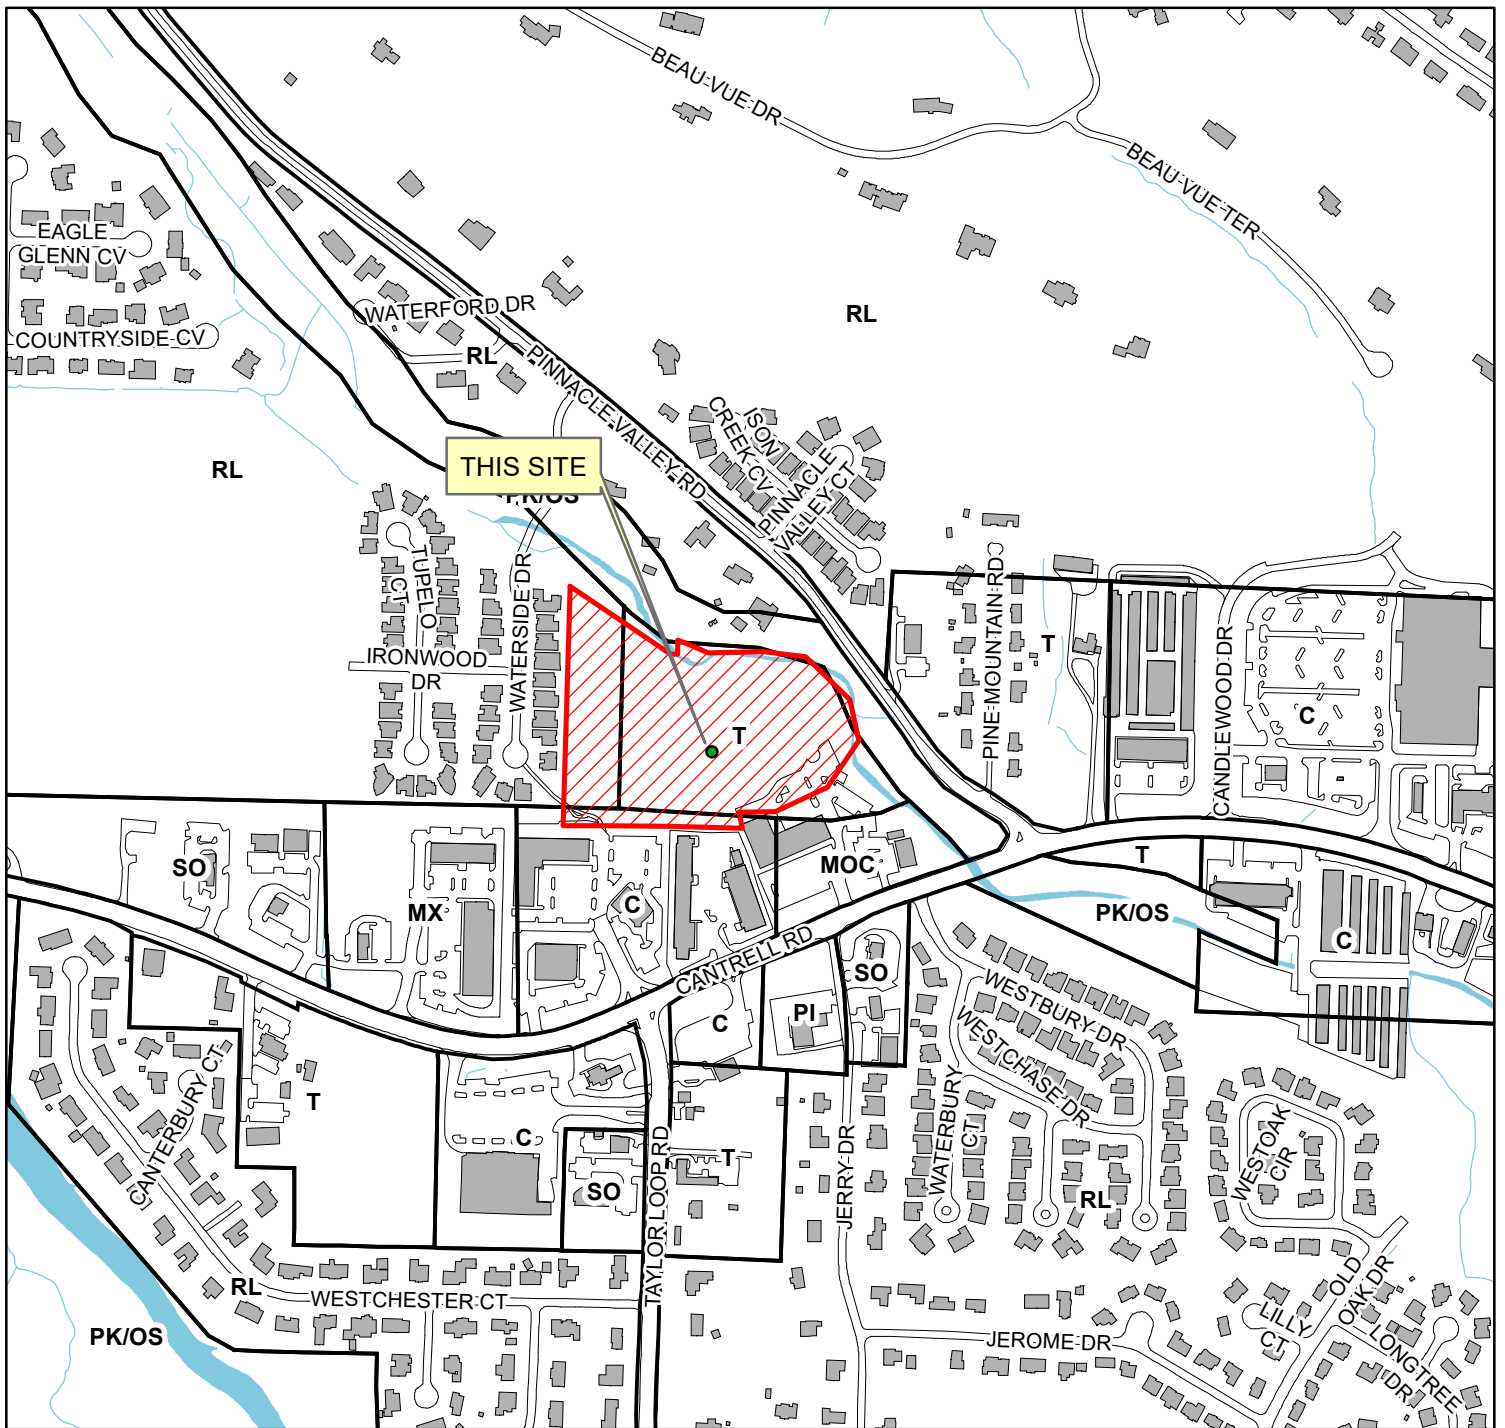 BEAU VUE DR
BEAU VUE TER
EAGLE
GLENN CV
COUNTRYSIDE CV
WATERFORD DR
RL
RL
PINNACLE VALLEY RD
ISON
CREEK CV
PINNACLE
VALLEY CT
RL
THIS SITE
PK/OS
TUPELO
CT
IRONWOOD
DR
WATERSIDE DR
PINE MOUNTAIN RD
T
CANDLEWOOD DR
C
T
SO
MX
C
MOC
T
PK/OS
C
CANTRELL RD
SO
PI
C
WESTBURY DR
WESTCHASE DR
WATERBURY
CT
CANTERBURY CT
T
C
SO
TAYLOR LOOP RD
T
JERRY DR
RL
WESTOAK
CIR
RL
WESTCHESTER CT
PK/OS
JEROME DR
LILLY
CT
OLD
OAK DR
LONGTREE
DR